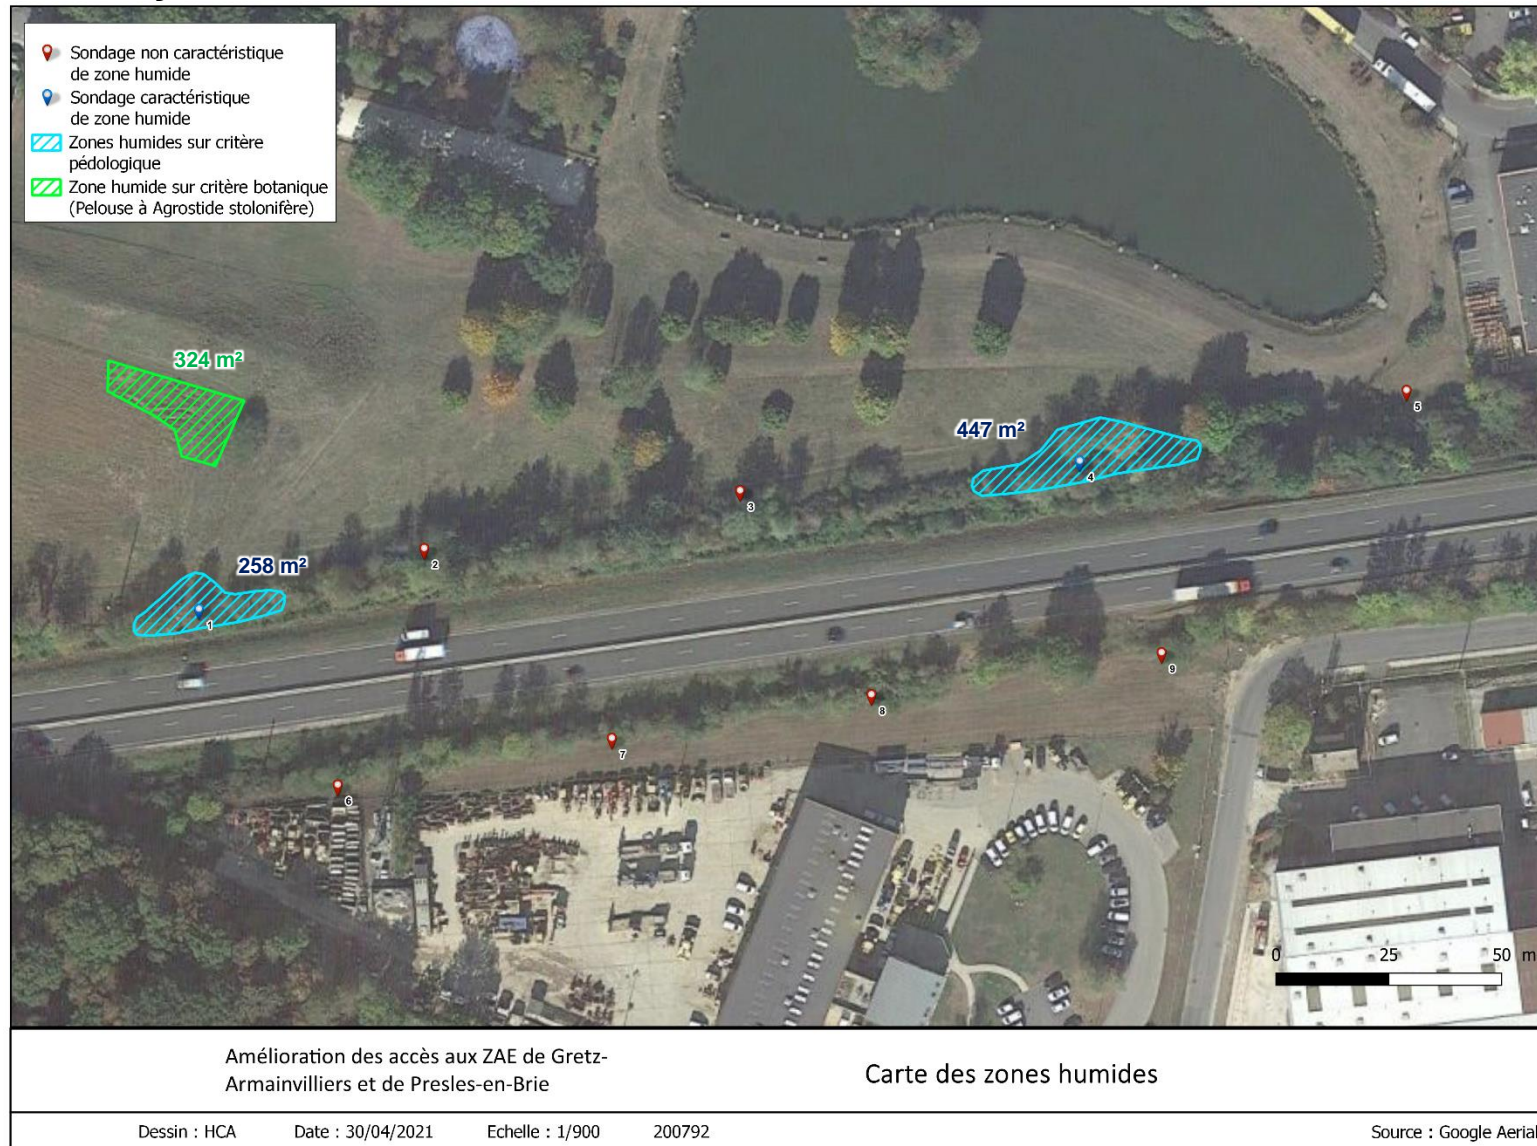 Sondage non caractéristique
de zone humide
Sondage caractéristique
de zone humide
Zones humides sur critère
pédologique
Zone humide sur critère botanique
(Pelouse à Agrostide stolonifère)
324 m²
447 m²
258 m²
1
2
3
4
5
6
7
8
9
0 25 50 m
Amélioration des accès aux ZAE de Gretz-
Armainvilliers et de Presles-en-Brie
Carte des zones humides
Dessin : HCA Date : 30/04/2021 Echelle : 1/900 200792 Source : Google Aerial